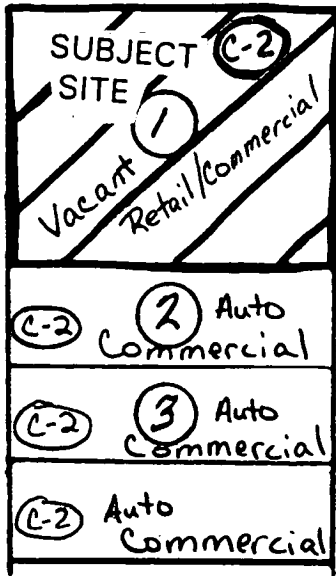 SUBJECT C-2
SITE
1
Vacant
Retail/Commercial
C-2 2 Auto
Commercial
C-2 3 Auto
Commercial
C-2 Auto
Commercial